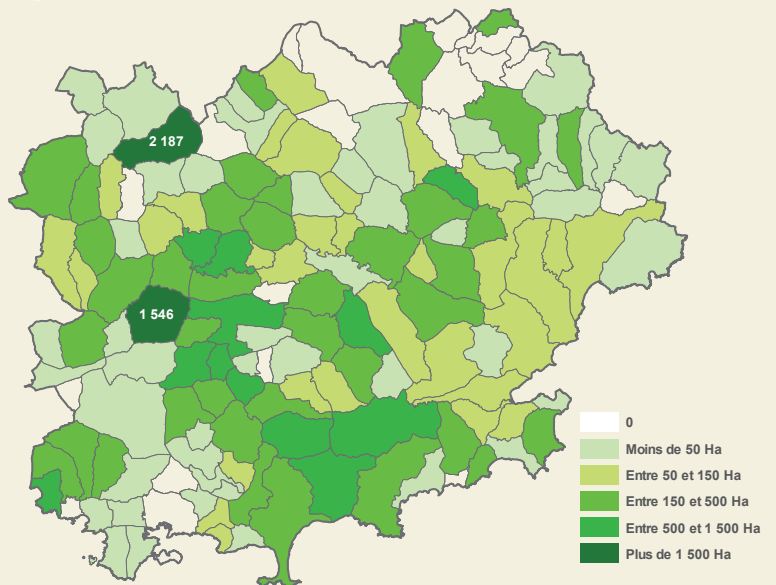 2 187
1 546
0
Moins de 50 Ha
Entre 50 et 150 Ha
Entre 150 et 500 Ha
Entre 500 et 1 500 Ha
Plus de 1 500 Ha